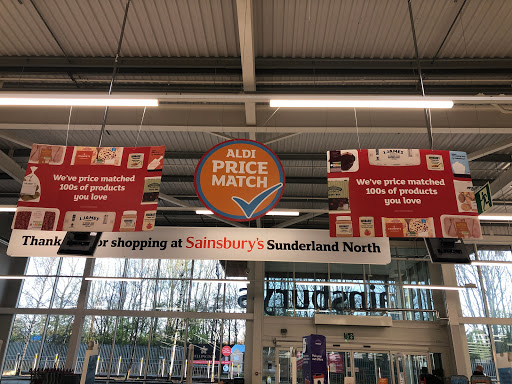 We've price matched
100s of products
you love
ALDI
PRICE
MATCH
We've price matched
100s of products
you love
Thank you for shopping at Sainsbury's Sunderland North